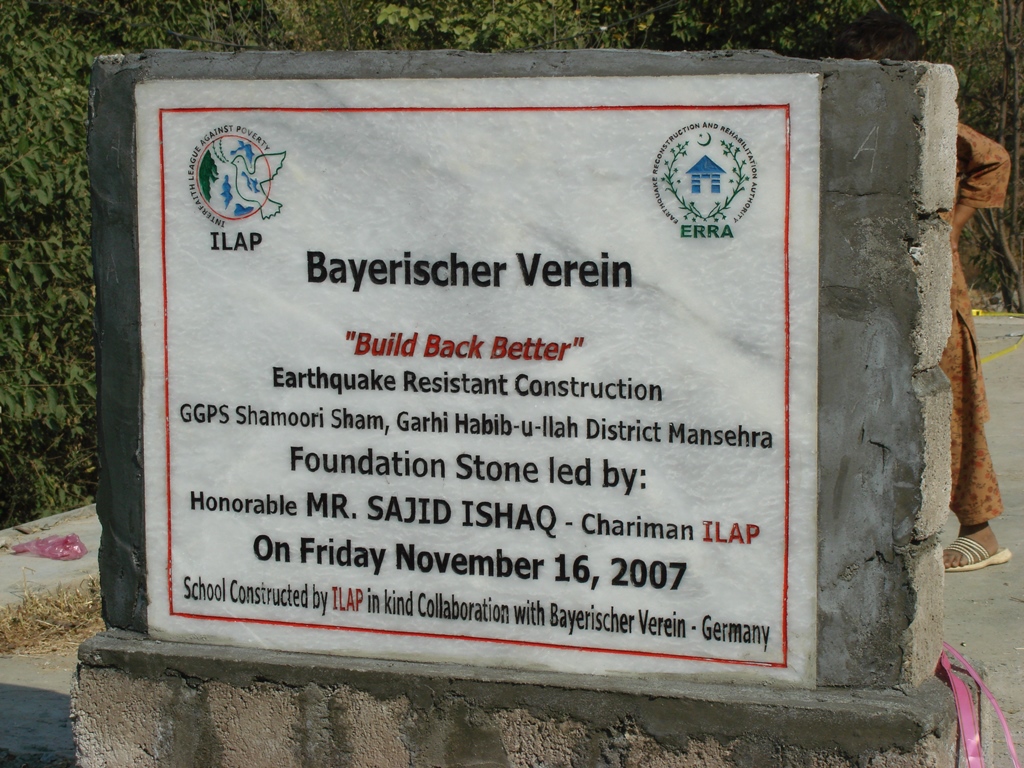 INTERFAITH LEAGUE AGAINST POVERTY
ILAP
EARTHQUAKE RECONSTRUCTION AND REHABILITATION AUTHORITY
ERRA
Bayerischer Verein
"Build Back Better"
Earthquake Resistant Construction
GGPS Shamoori Sham, Garhi Habib-u-llah District Mansehra
Foundation Stone led by:
Honorable MR. SAJID ISHAQ - Chariman ILAP
On Friday November 16, 2007
School Constructed by ILAP in kind Collaboration with Bayerischer Verein - Germany
A